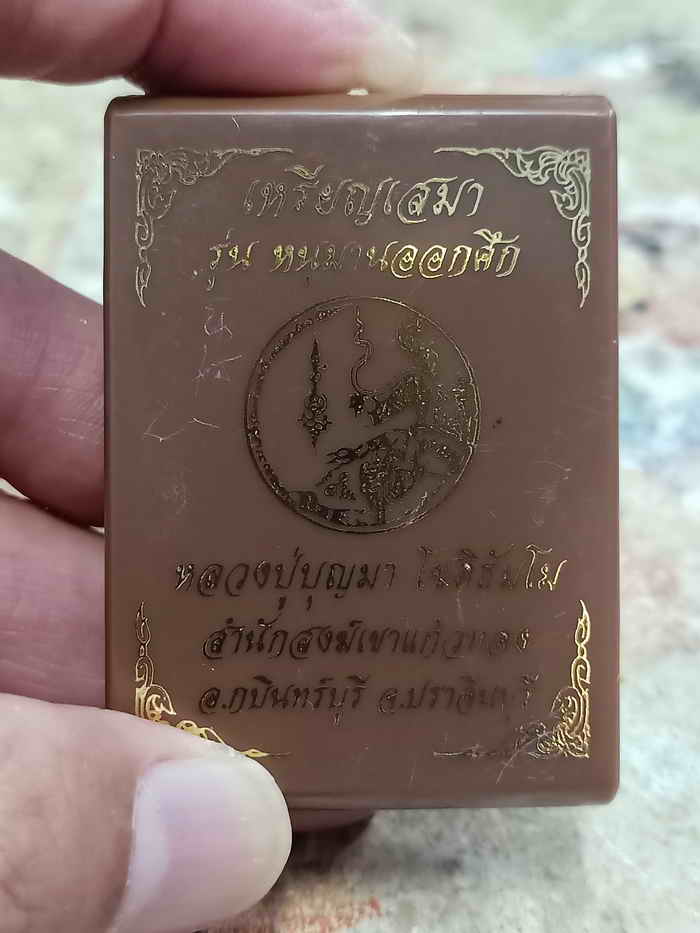 เหรียญเสมา
รุ่น หนุมานออกศึก
หลวงปู่บุญมา โชติธัมโม
สำนักสงฆ์เขาแก้วทอง
อ.กบินทร์บุรี จ.ปราจีนบุรี